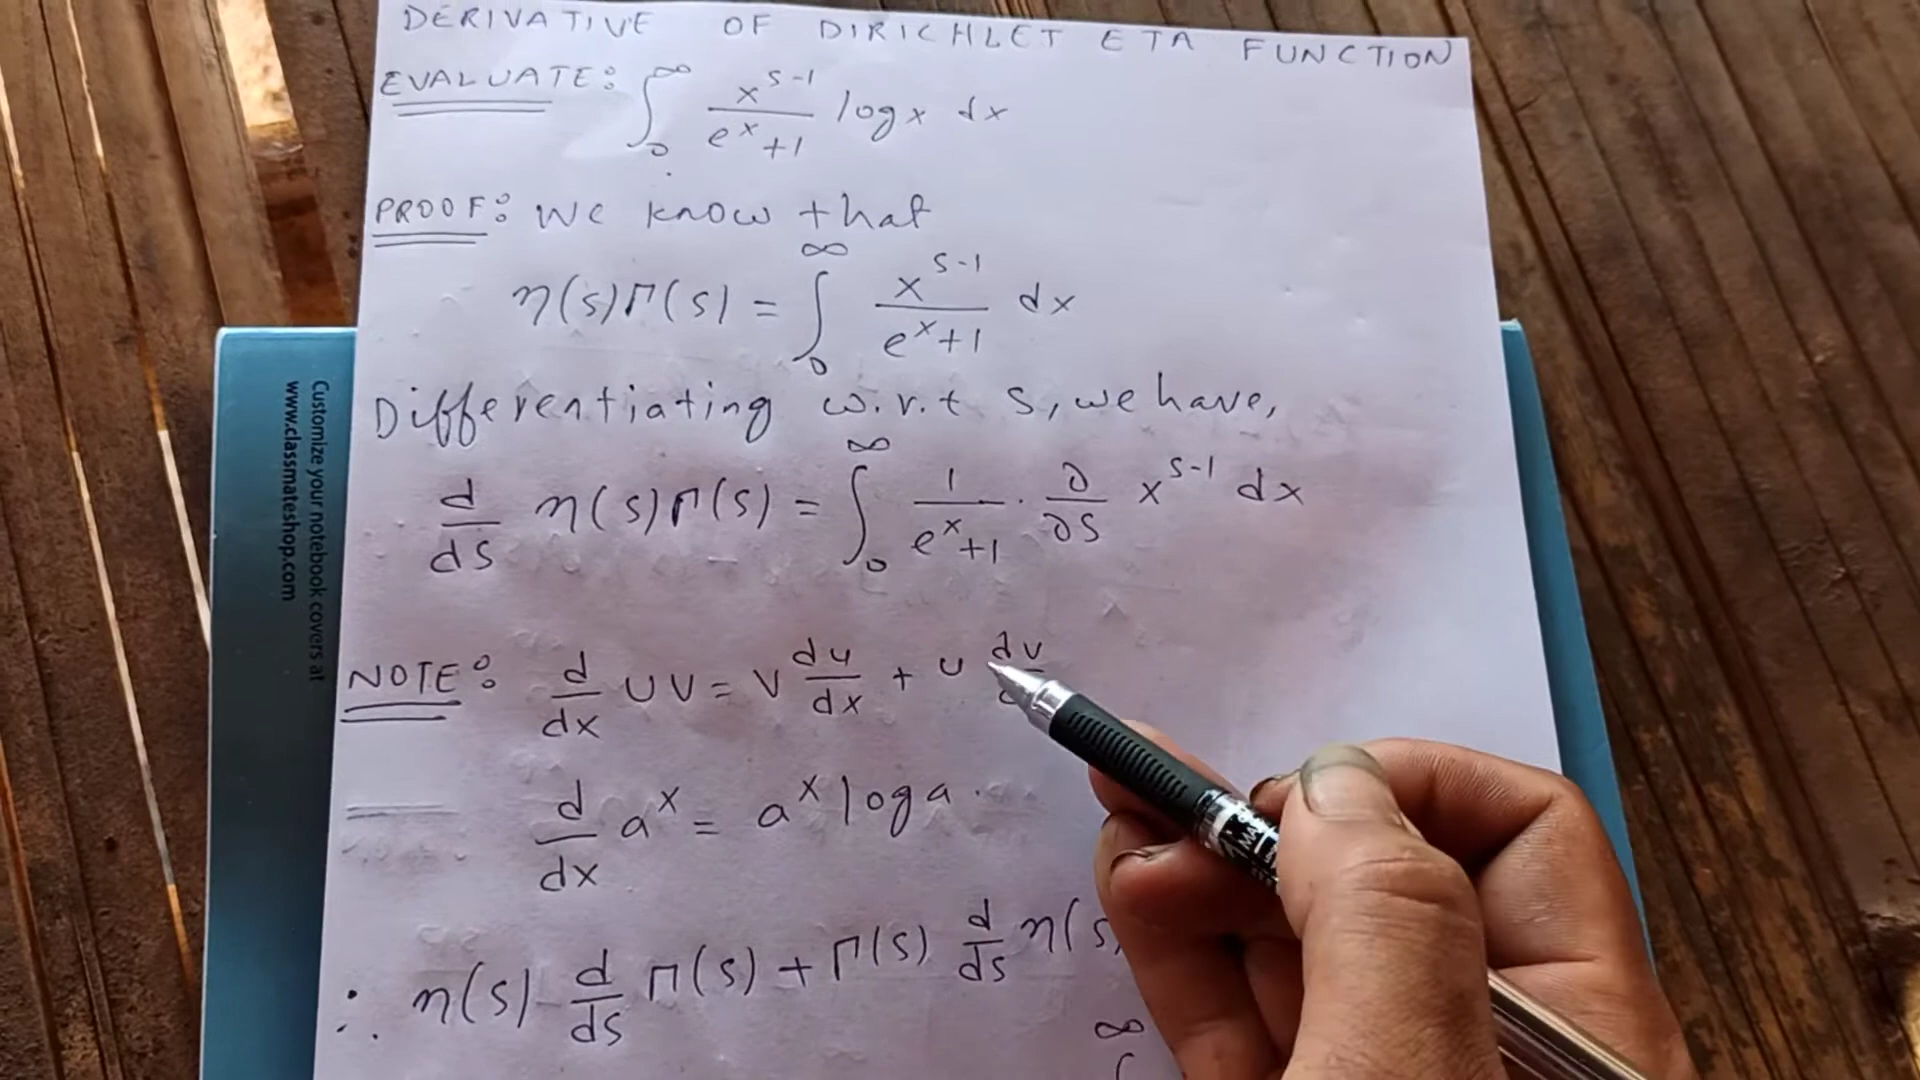 DERIVATIVE OF DIRICHLET ETA FUNCTION
EVALUATE: ∫₀^∞ x^(s-1)/(e^x+1) log x dx
PROOF: We know that
η(s)Γ(s) = ∫₀^∞ x^(s-1)/(e^x+1) dx
Differentiating w.r.t s, we have,
d/ds η(s)Γ(s) = ∫₀^∞ 1/(e^x+1) · ∂/∂s x^(s-1) dx
NOTE: d/dx UV = V du/dx + U dv
d/dx a^x = a^x log a.
∴ η(s) d/ds Γ(s) + Γ(s) d/ds η(s)
∞
Customize your notebook covers at
www.classmateshop.com